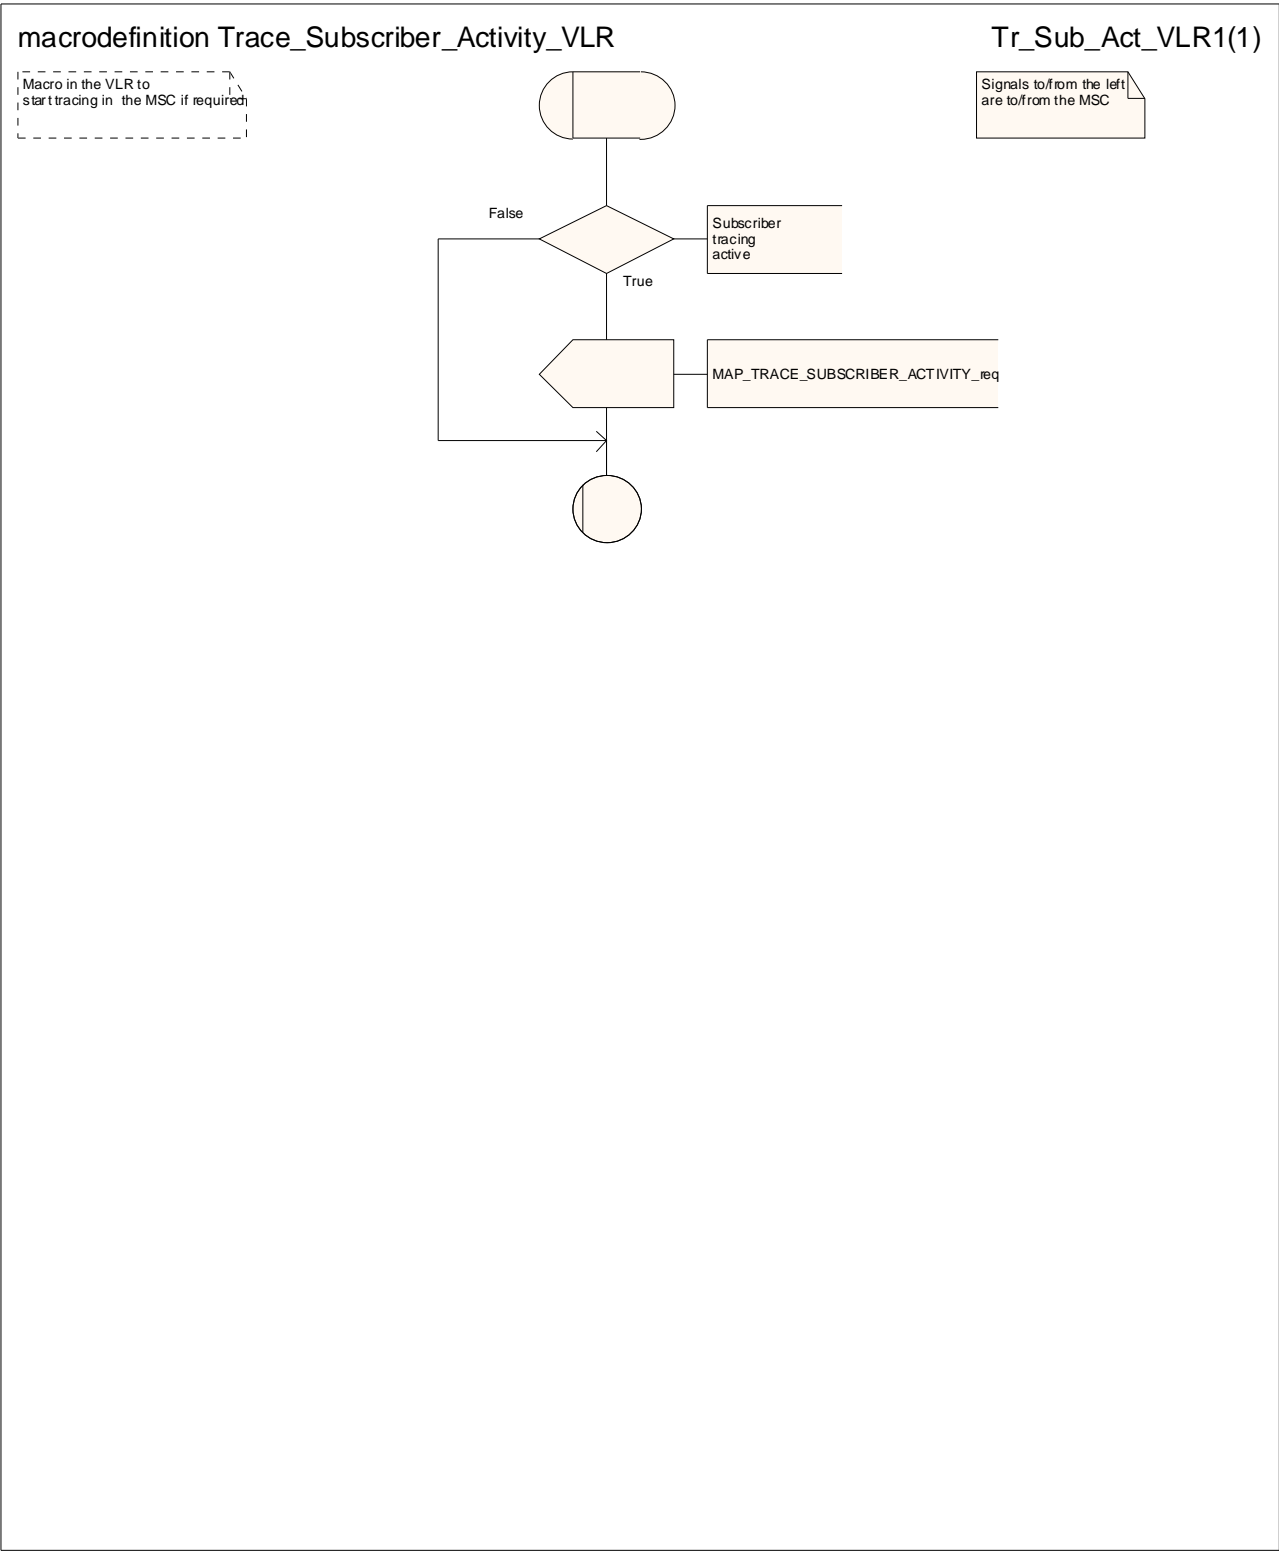 macrodefinition Trace_Subscriber_Activity_VLR
Tr_Sub_Act_VLR1(1)
Macro in the VLR to
start tracing in the MSC if required
Signals to/from the left
are to/from the MSC
False
Subscriber
tracing
active
True
MAP_TRACE_SUBSCRIBER_ACTIVITY_req